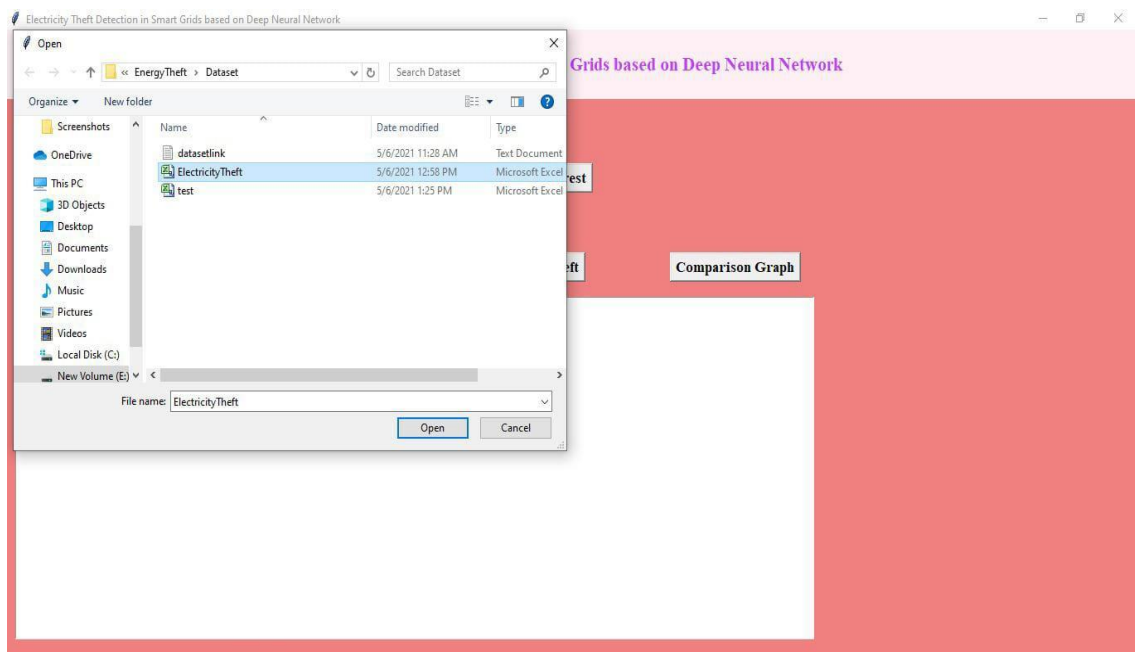 Electricity Theft Detection in Smart Grids based on Deep Neural Network
Open
Grids based on Deep Neural Network
« EnergyTheft › Dataset
Search Dataset
Organize
New folder
Screenshots
OneDrive
This PC
3D Objects
Desktop
Documents
Downloads
Music
Pictures
Videos
Local Disk (C:)
New Volume (E:)
Name Date modified Type
datasetlink 5/6/2021 11:28 AM Text Document
ElectricityTheft 5/6/2021 12:58 PM Microsoft Excel
test 5/6/2021 1:25 PM Microsoft Excel
rest
eft
Comparison Graph
File name: ElectricityTheft
Open Cancel